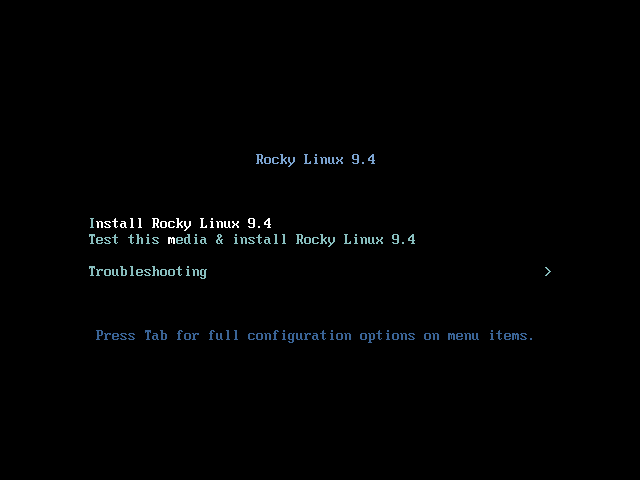 Rocky Linux 9.4
Install Rocky Linux 9.4
Test this media & install Rocky Linux 9.4
Troubleshooting >
Press Tab for full configuration options on menu items.